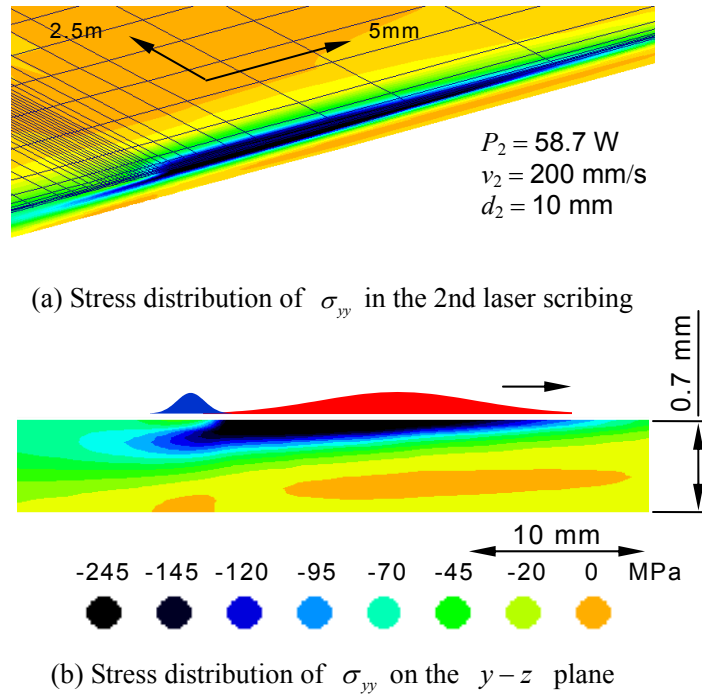 2.5m
5mm
P₂ = 58.7 W
v₂ = 200 mm/s
d₂ = 10 mm
(a) Stress distribution of σyy in the 2nd laser scribing
0.7 mm
10 mm
-245 -145 -120 -95 -70 -45 -20 0 MPa
(b) Stress distribution of σyy on the y−z plane